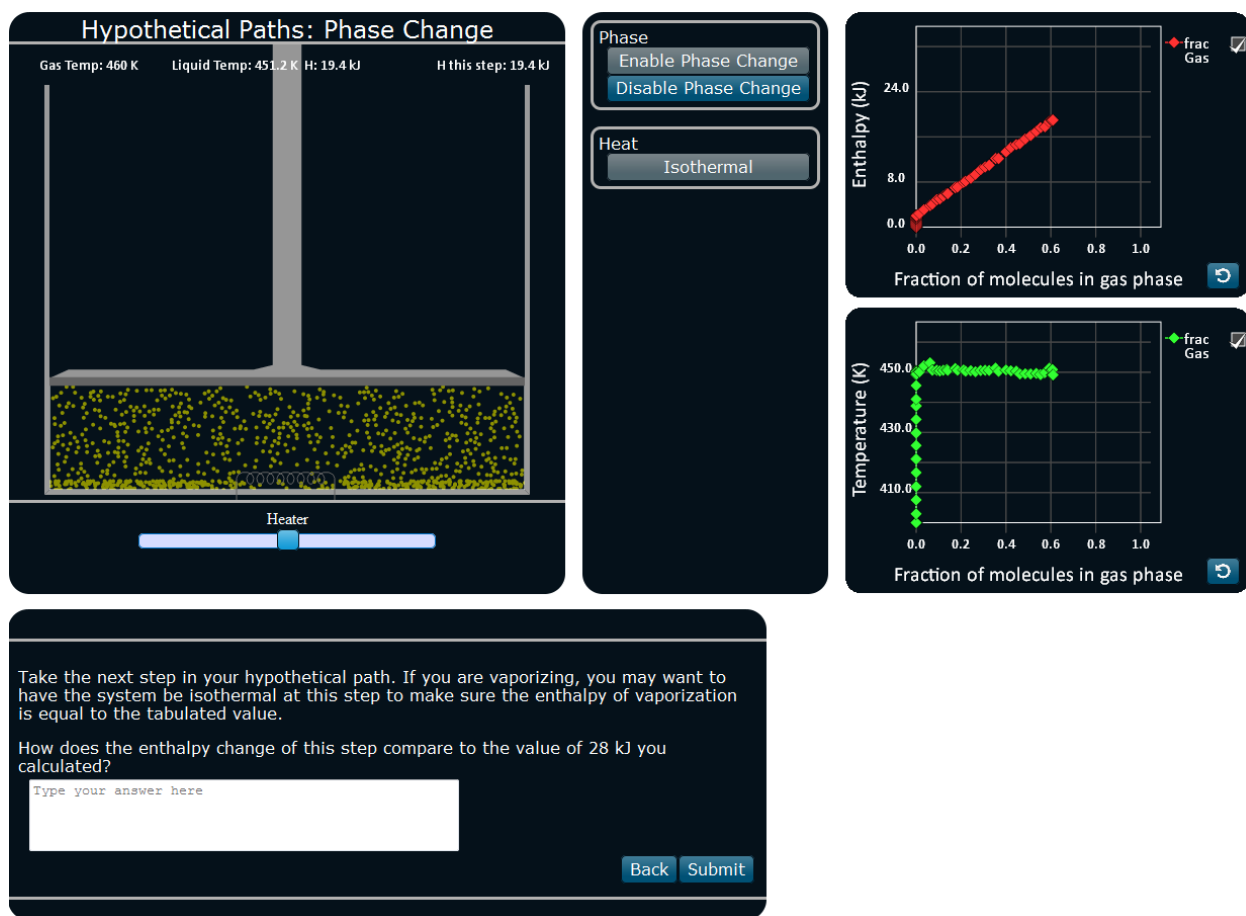 Hypothetical Paths: Phase Change
Gas Temp: 460 K Liquid Temp: 451.2 K H: 19.4 kJ H this step: 19.4 kJ
Heater
Phase
Enable Phase Change
Disable Phase Change
Heat
Isothermal
Enthalpy (kJ)
24.0
8.0
0.0
0.0 0.2 0.4 0.6 0.8 1.0
Fraction of molecules in gas phase
frac
Gas
Temperature (K)
450.0
430.0
410.0
0.0 0.2 0.4 0.6 0.8 1.0
Fraction of molecules in gas phase
frac
Gas
Take the next step in your hypothetical path. If you are vaporizing, you may want to
have the system be isothermal at this step to make sure the enthalpy of vaporization
is equal to the tabulated value.
How does the enthalpy change of this step compare to the value of 28 kJ you
calculated?
Type your answer here
Back Submit